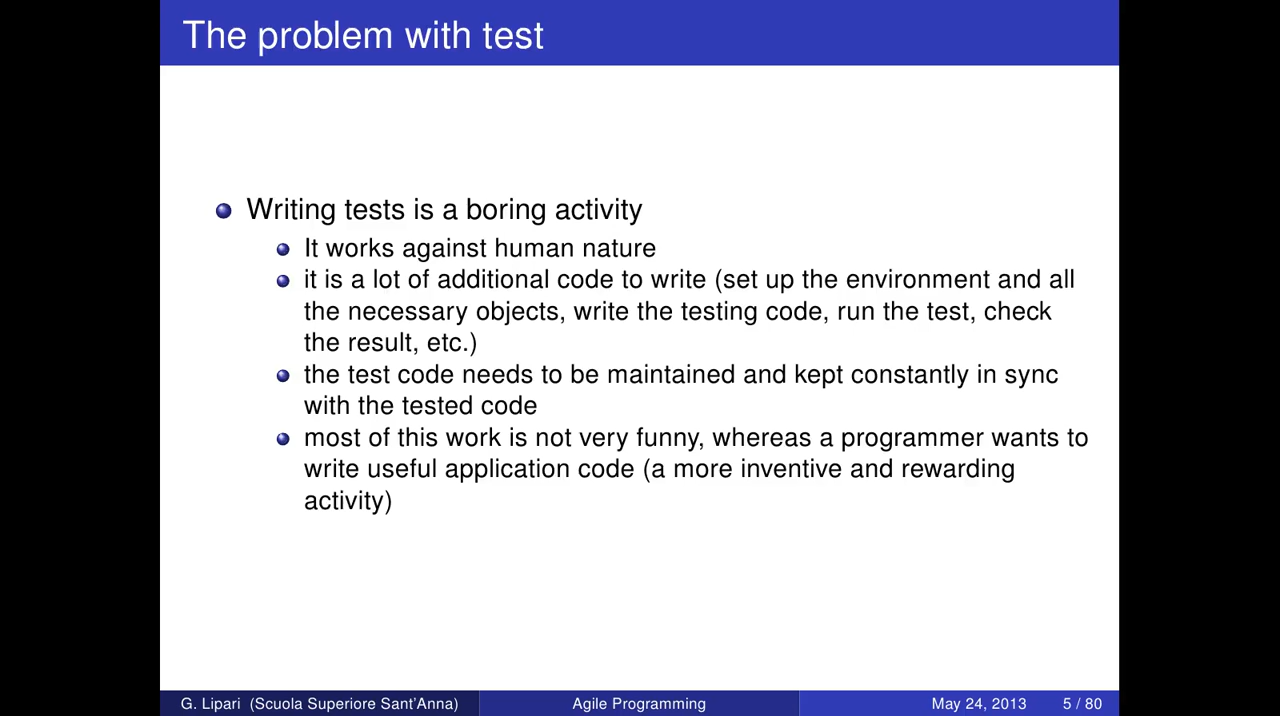 The problem with test
Writing tests is a boring activity
It works against human nature
it is a lot of additional code to write (set up the environment and all
the necessary objects, write the testing code, run the test, check
the result, etc.)
the test code needs to be maintained and kept constantly in sync
with the tested code
most of this work is not very funny, whereas a programmer wants to
write useful application code (a more inventive and rewarding
activity)
G. Lipari (Scuola Superiore Sant'Anna) Agile Programming May 24, 2013 5 / 80